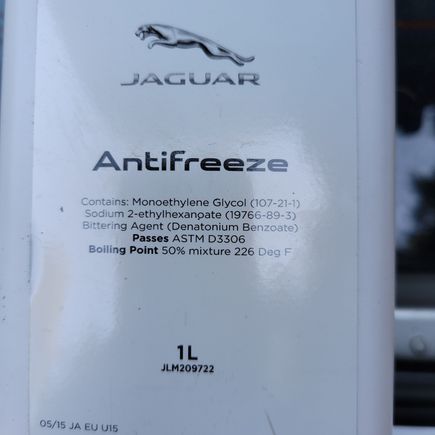 JAGUAR
Antifreeze
Contains: Monoethylene Glycol (107-21-1)
Sodium 2-ethylhexanpate (19766-89-3)
Bittering Agent (Denatonium Benzoate)
Passes ASTM D3306
Boiling Point 50% mixture 226 Deg F
1L
JLM209722
05/15 JA EU U15